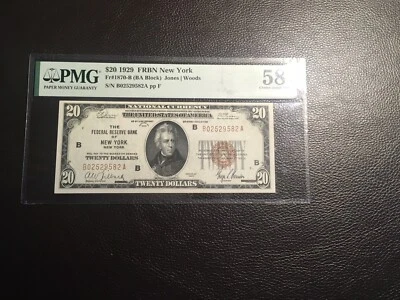 PMG
PAPER MONEY GUARANTY
$20 1929 FRBN New York
Fr#1870-B (BA Block) Jones | Woods
S/N B02529582A pp F
58
NATIONAL CURRENCY
20
20
B02529582A
THE
FEDERAL RESERVE BANK
OF
NEW YORK
NEW YORK
B
B
TWENTY DOLLARS
B02529582A
B
B
20
TWENTY DOLLARS
20